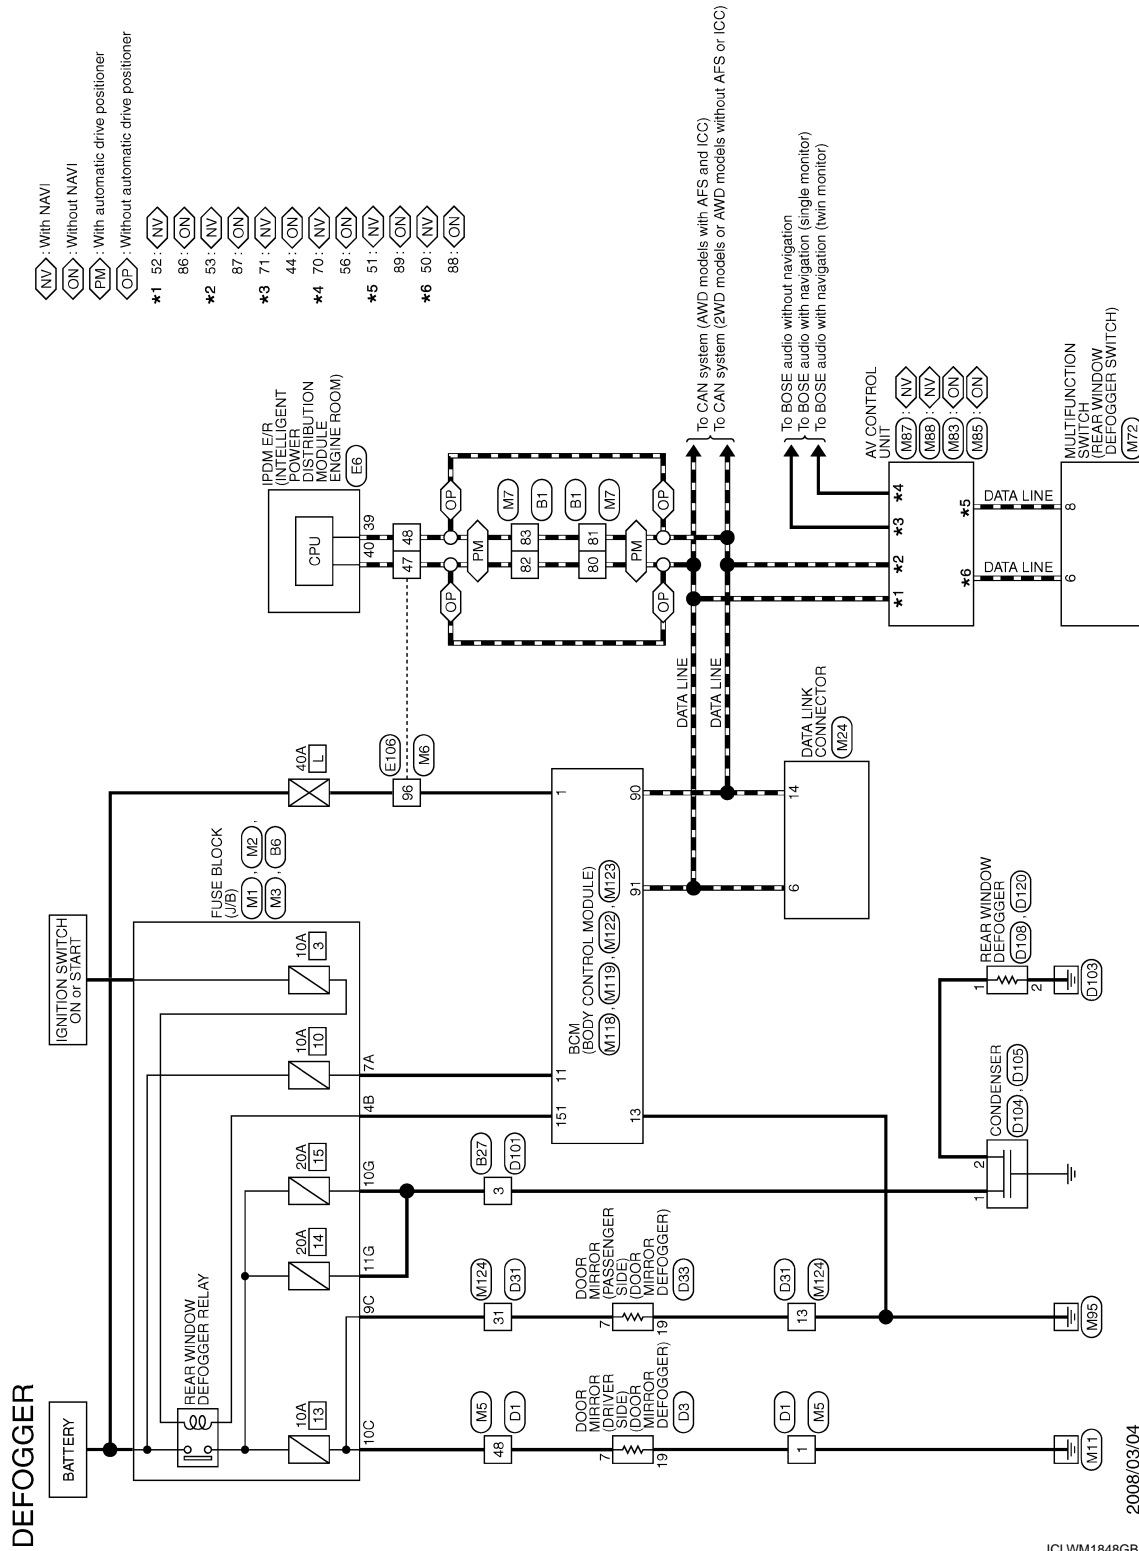 DEFOGGER
BATTERY
IGNITION SWITCH
ON or START
FUSE BLOCK
(J/B)
M1 , M2 ,
M3 , B6
REAR WINDOW
DEFOGGER RELAY
10A
13
20A
14
20A
15
10A
10
10A
3
40A
L
10C
9C
11G
10G
4B
7A
M5
48
D1
M124
31
D31
B27
3
D101
E106
96
M6
DOOR
MIRROR
(DRIVER
SIDE)
(DOOR
MIRROR
DEFOGGER)
D3
7
19
DOOR
MIRROR
(PASSENGER
SIDE)
(DOOR
MIRROR
DEFOGGER)
D33
7
19
D1
1
M5
D31
13
M124
M11
M95
151
11
1
BCM
(BODY CONTROL MODULE)
M118 , M119 , M122 , M123
13
91
90
CONDENSER
D104 , D105
1
2
REAR WINDOW
DEFOGGER
D108 , D120
1
2
D103
DATA LINK
CONNECTOR
M24
6
14
DATA LINE
DATA LINE
IPDM E/R
(INTELLIGENT
POWER
DISTRIBUTION
MODULE
ENGINE ROOM)
E6
CPU
40
39
47
48
OP
OP
PM
82
83
M7
B1
80
81
B1
M7
PM
OP
OP
To CAN system (AWD models with AFS and ICC)
To CAN system (2WD models or AWD models without AFS or ICC)
To BOSE audio without navigation
To BOSE audio with navigation (single monitor)
To BOSE audio with navigation (twin monitor)
AV CONTROL
UNIT
M87 : NV
M88 : NV
M83 : ON
M85 : ON
*1
*2
*3
*4
*6
*5
DATA LINE
DATA LINE
6
8
MULTIFUNCTION
SWITCH
(REAR WINDOW
DEFOGGER SWITCH)
M72
NV : With NAVI
ON : Without NAVI
PM : With automatic drive positioner
OP : Without automatic drive positioner
*1 52 : NV
86 : ON
*2 53 : NV
87 : ON
*3 71 : NV
44 : ON
*4 70 : NV
56 : ON
*5 51 : NV
89 : ON
*6 50 : NV
88 : ON
2008/03/04
JCLWM1848GB